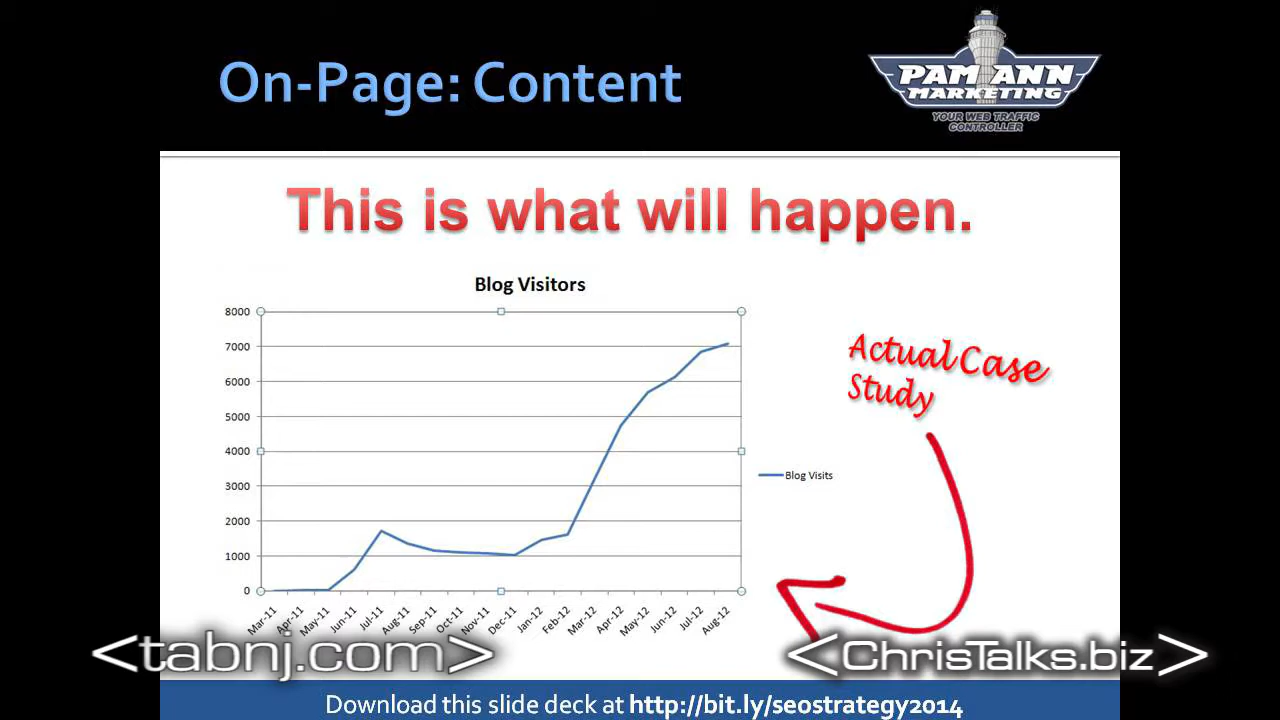 On-Page: Content
PAM ANN
MARKETING
YOUR WEB TRAFFIC
CONTROLLER
This is what will happen.
Blog Visitors
8000
7000
6000
5000
4000
3000
2000
1000
0
Actual Case
Study
Blog Visits
Mar-11
Apr-11
May-11
Jun-11
Jul-11
Aug-11
Sep-11
Oct-11
Nov-11
Dec-11
Jan-12
Feb-12
Mar-12
Apr-12
May-12
Jun-12
Jul-12
Aug-12
<tabnj.com>
<ChrisTalks.biz>
Download this slide deck at http://bit.ly/seostrategy2014